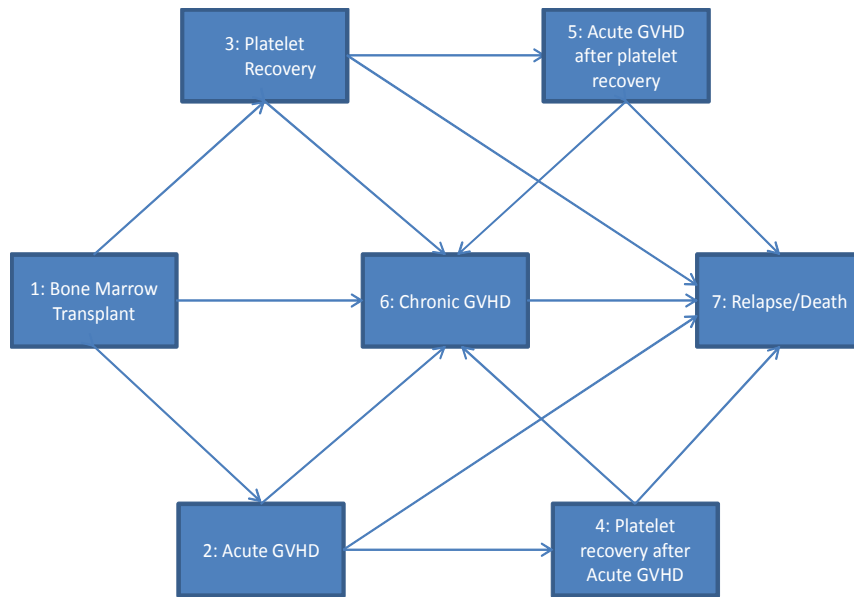 3: Platelet
Recovery
5: Acute GVHD
after platelet
recovery
1: Bone Marrow
Transplant
6: Chronic GVHD
7: Relapse/Death
2: Acute GVHD
4: Platelet
recovery after
Acute GVHD